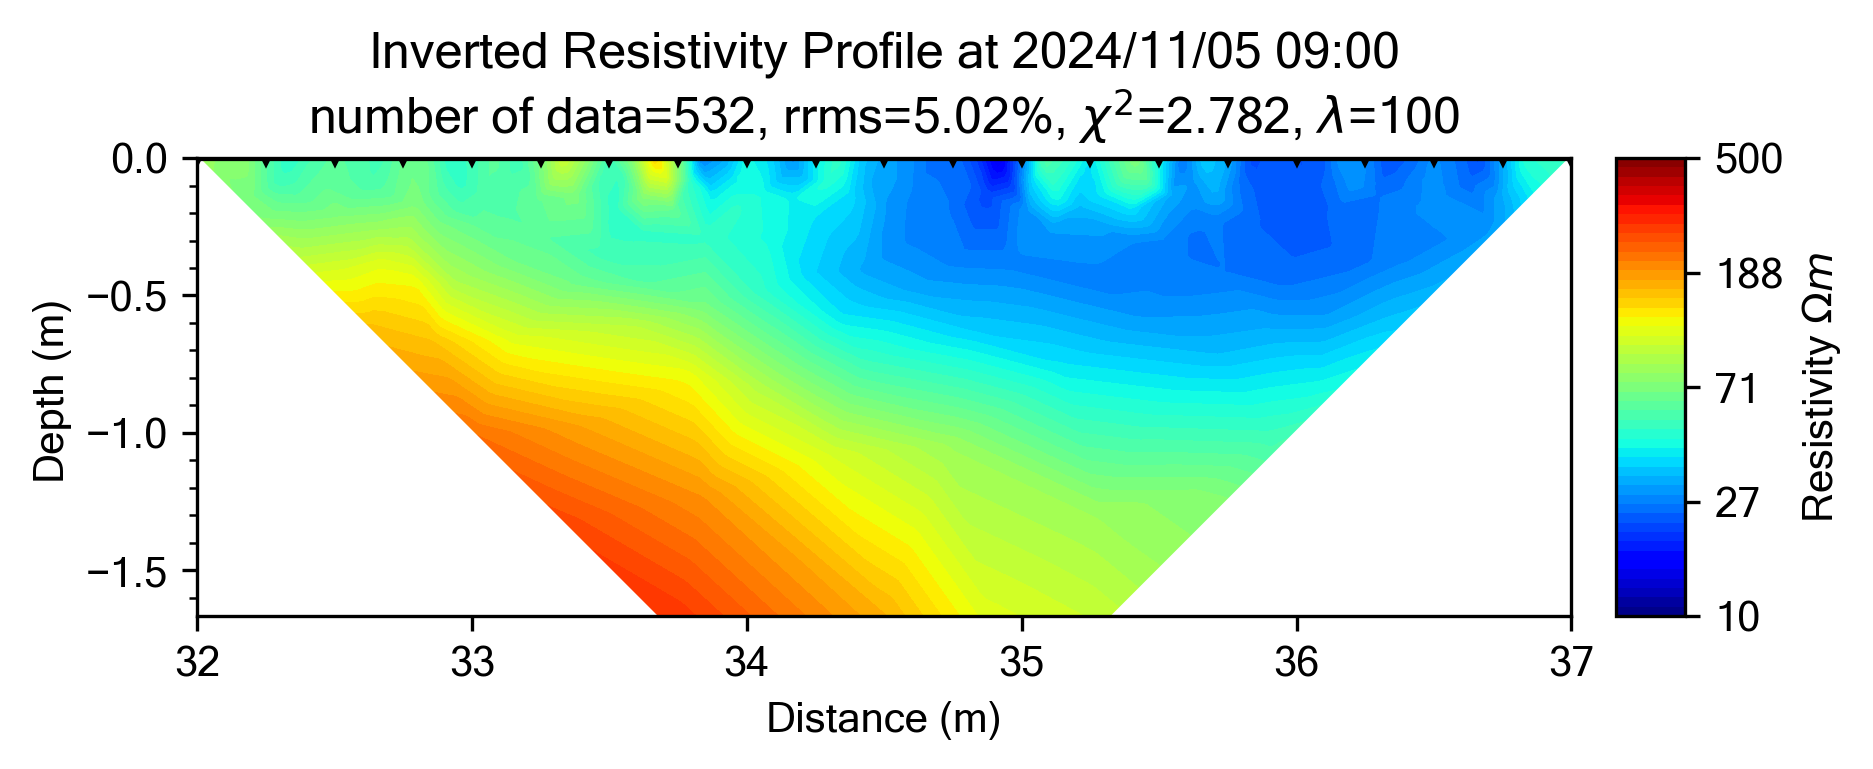 Inverted Resistivity Profile at 2024/11/05 09:00
number of data=532, rrms=5.02%, χ²=2.782, λ=100
0.0
−0.5
−1.0
−1.5
Depth (m)
32 33 34 35 36 37
Distance (m)
500
188
71
27
10
Resistivity Ωm